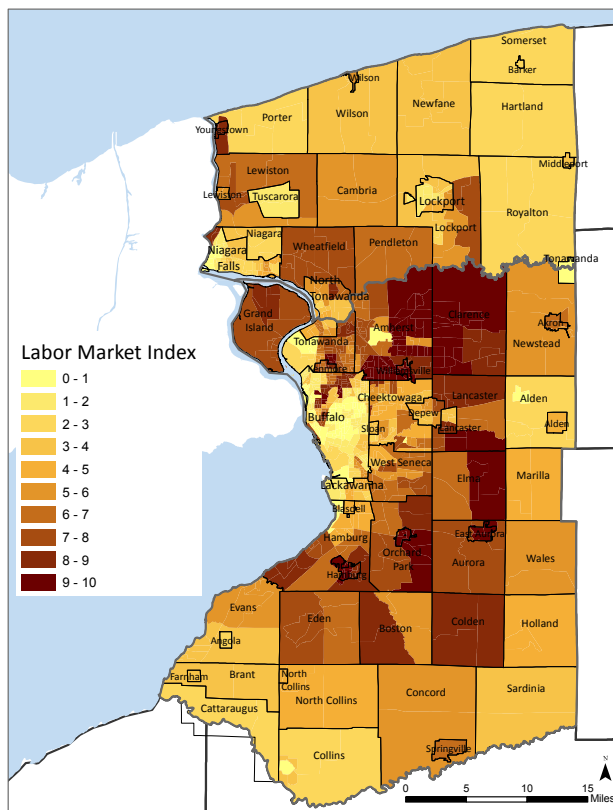 Somerset
Barker
Wilson
Newfane
Wilson
Hartland
Porter
Youngstown
Middleport
Lewiston
Lewiston
Tuscarora
Cambria
Lockport
Royalton
Lockport
Niagara
Niagara
Falls
Wheatfield
Pendleton
Tonawanda
North
Tonawanda
Grand
Island
Clarence
Amherst
Akron
Newstead
Tonawanda
Kenmore
Williamsville
Labor Market Index
0 - 1
1 - 2
2 - 3
3 - 4
4 - 5
5 - 6
6 - 7
7 - 8
8 - 9
9 - 10
Cheektowaga
Lancaster
Alden
Buffalo
Depew
Sloan
Lancaster
Alden
West Seneca
Elma
Marilla
Lackawanna
Blasdell
Hamburg
East Aurora
Orchard
Park
Aurora
Wales
Hamburg
Evans
Eden
Boston
Colden
Holland
Angola
Farnham
Brant
North
Collins
North Collins
Concord
Sardinia
Cattaraugus
Collins
Springville
N
0
5
10
15
Miles